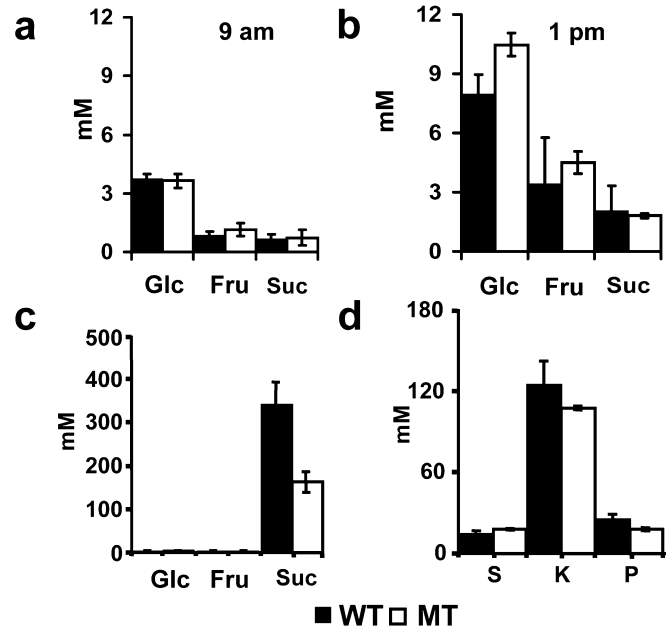 a
9 am
mM
12
9
6
3
0
Glc Fru Suc
b
1 pm
mM
12
9
6
3
0
Glc Fru Suc
c
mM
500
400
300
200
100
0
Glc Fru Suc
d
mM
180
120
60
0
S K P
WT MT